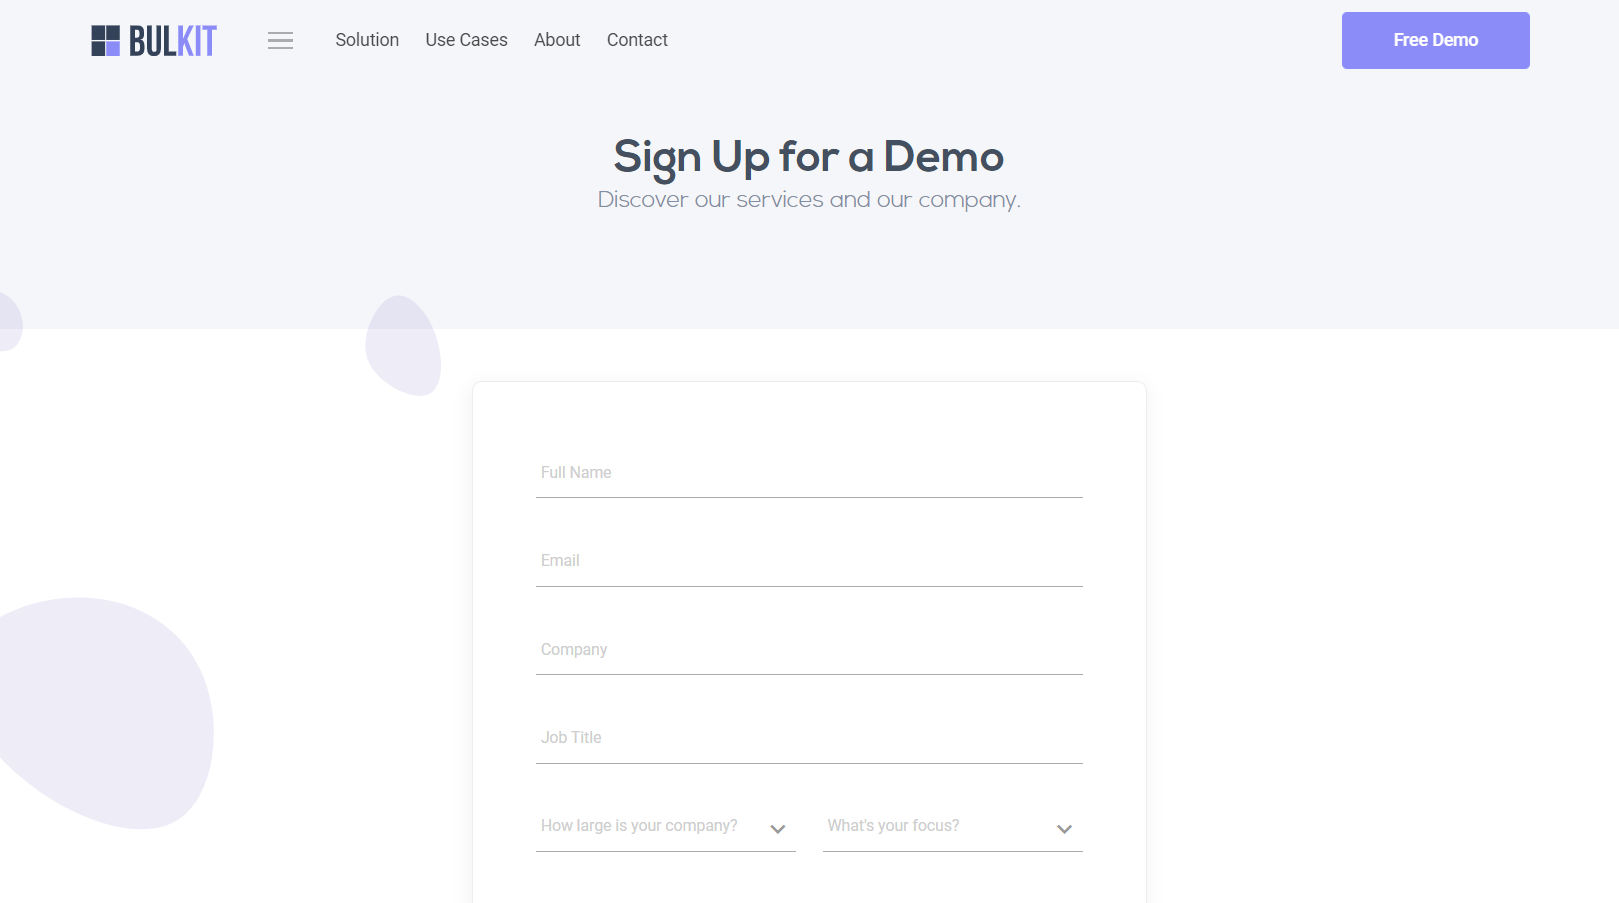 BULKIT
Solution Use Cases About Contact
Free Demo
Sign Up for a Demo
Discover our services and our company.
Full Name
Email
Company
Job Title
How large is your company? What's your focus?